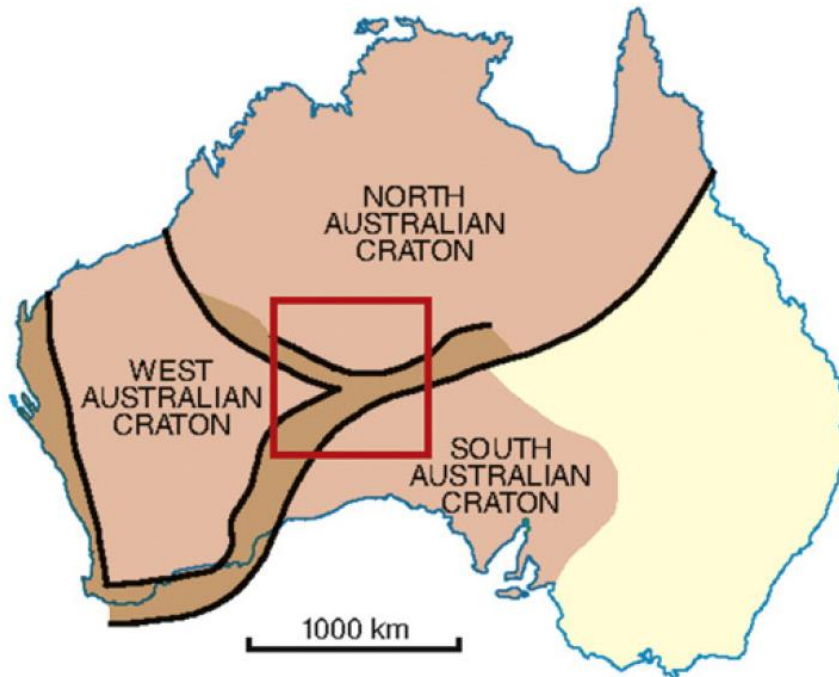 NORTH
AUSTRALIAN
CRATON
WEST
AUSTRALIAN
CRATON
SOUTH
AUSTRALIAN
CRATON
1000 km